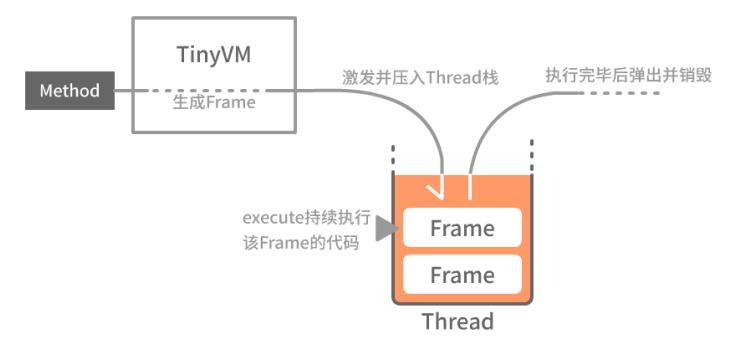 TinyVM
Method
生成Frame
激发并压入Thread栈
执行完毕后弹出并销毁
execute持续执行
该Frame的代码
Frame
Frame
Thread